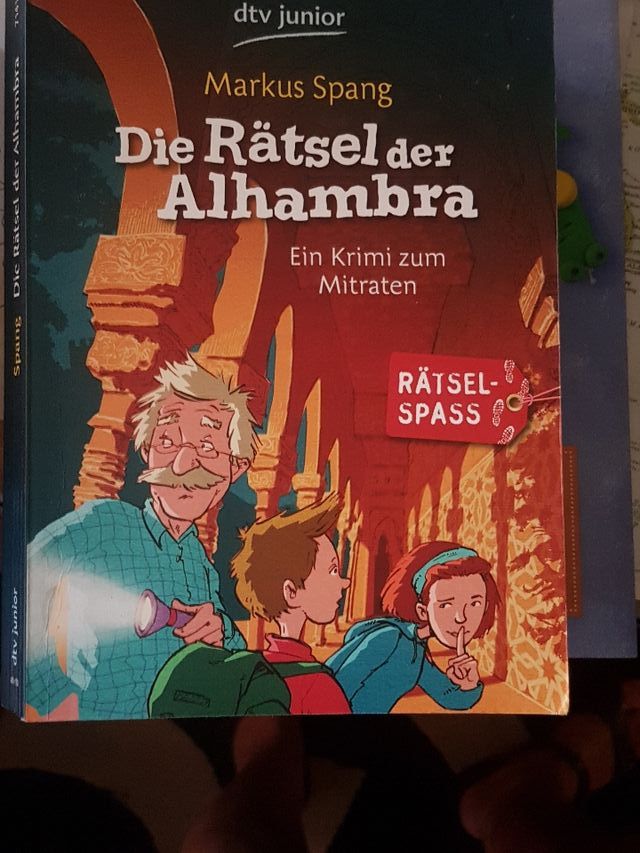 dtv junior
Markus Spang
Die Rätsel der
Alhambra
Ein Krimi zum
Mitraten
RÄTSEL-
SPASS
Spang Die Rätsel der Alhambra
dtv junior